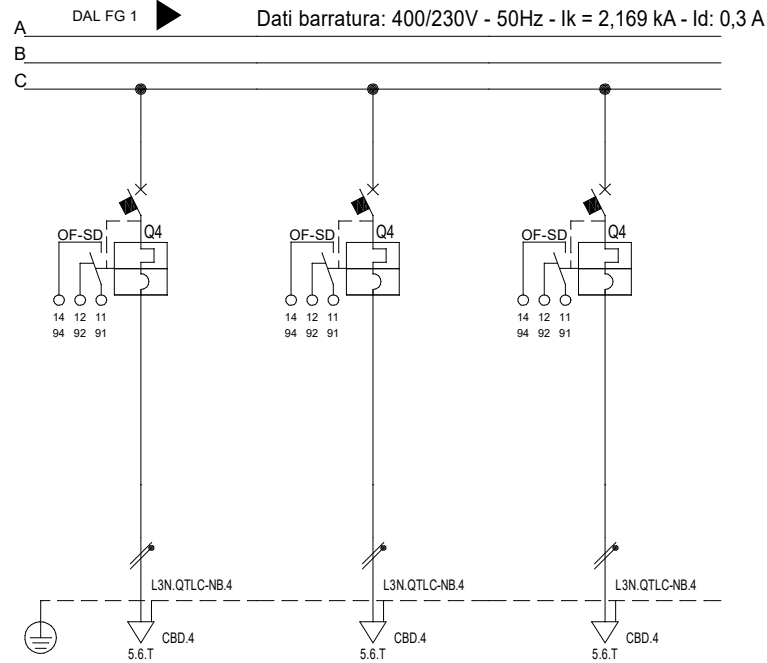 DAL FG 1 Dati barratura: 400/230V - 50Hz - Ik = 2,169 kA - Id: 0,3 A
A
B
C
OF-SD Q4 OF-SD Q4 OF-SD Q4
14 12 11 14 12 11 14 12 11
94 92 91 94 92 91 94 92 91
L3N.QTLC-NB.4 L3N.QTLC-NB.4 L3N.QTLC-NB.4
CBD.4 CBD.4 CBD.4
5.6.T 5.6.T 5.6.T